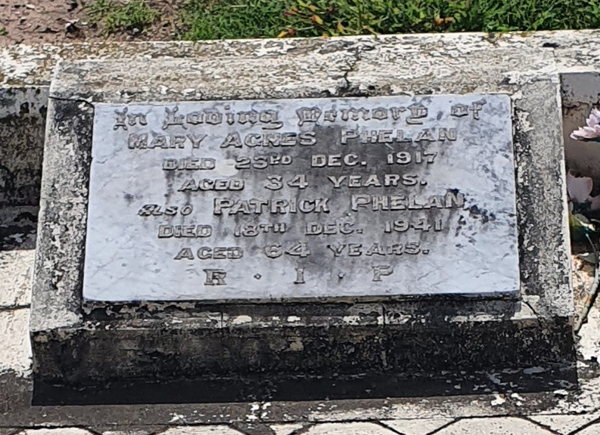 In Loving Memory of
MARY AGNES PHELAN
DIED 23RD DEC. 1917
AGED 34 YEARS.
ALSO PATRICK PHELAN
DIED 18TH DEC. 1941
AGED 64 YEARS.
R · I · P